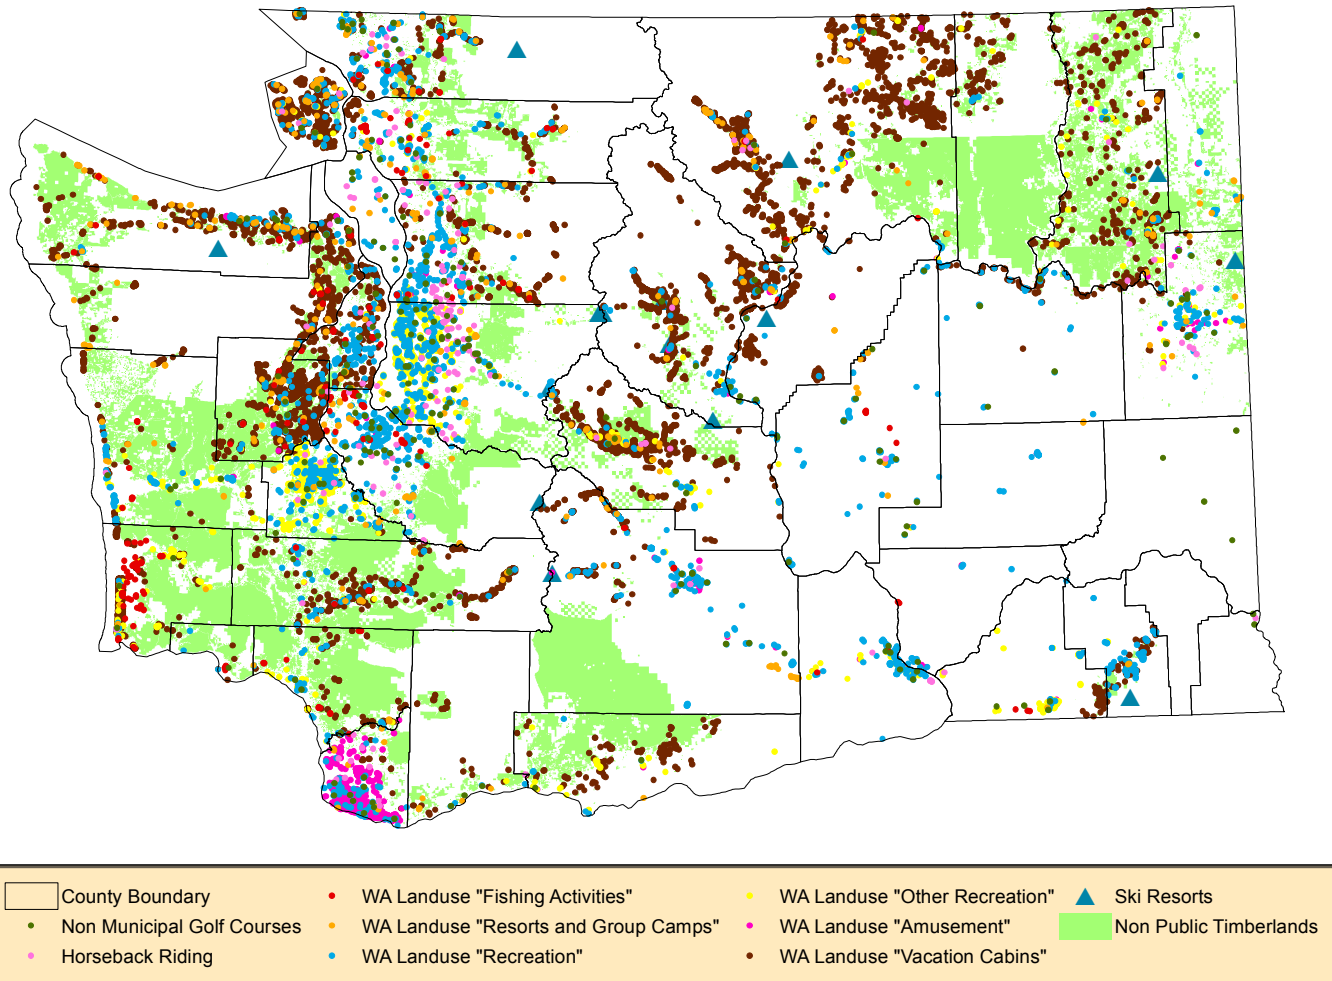 County Boundary
Non Municipal Golf Courses
Horseback Riding
WA Landuse "Fishing Activities"
WA Landuse "Resorts and Group Camps"
WA Landuse "Recreation"
WA Landuse "Other Recreation"
WA Landuse "Amusement"
WA Landuse "Vacation Cabins"
Ski Resorts
Non Public Timberlands